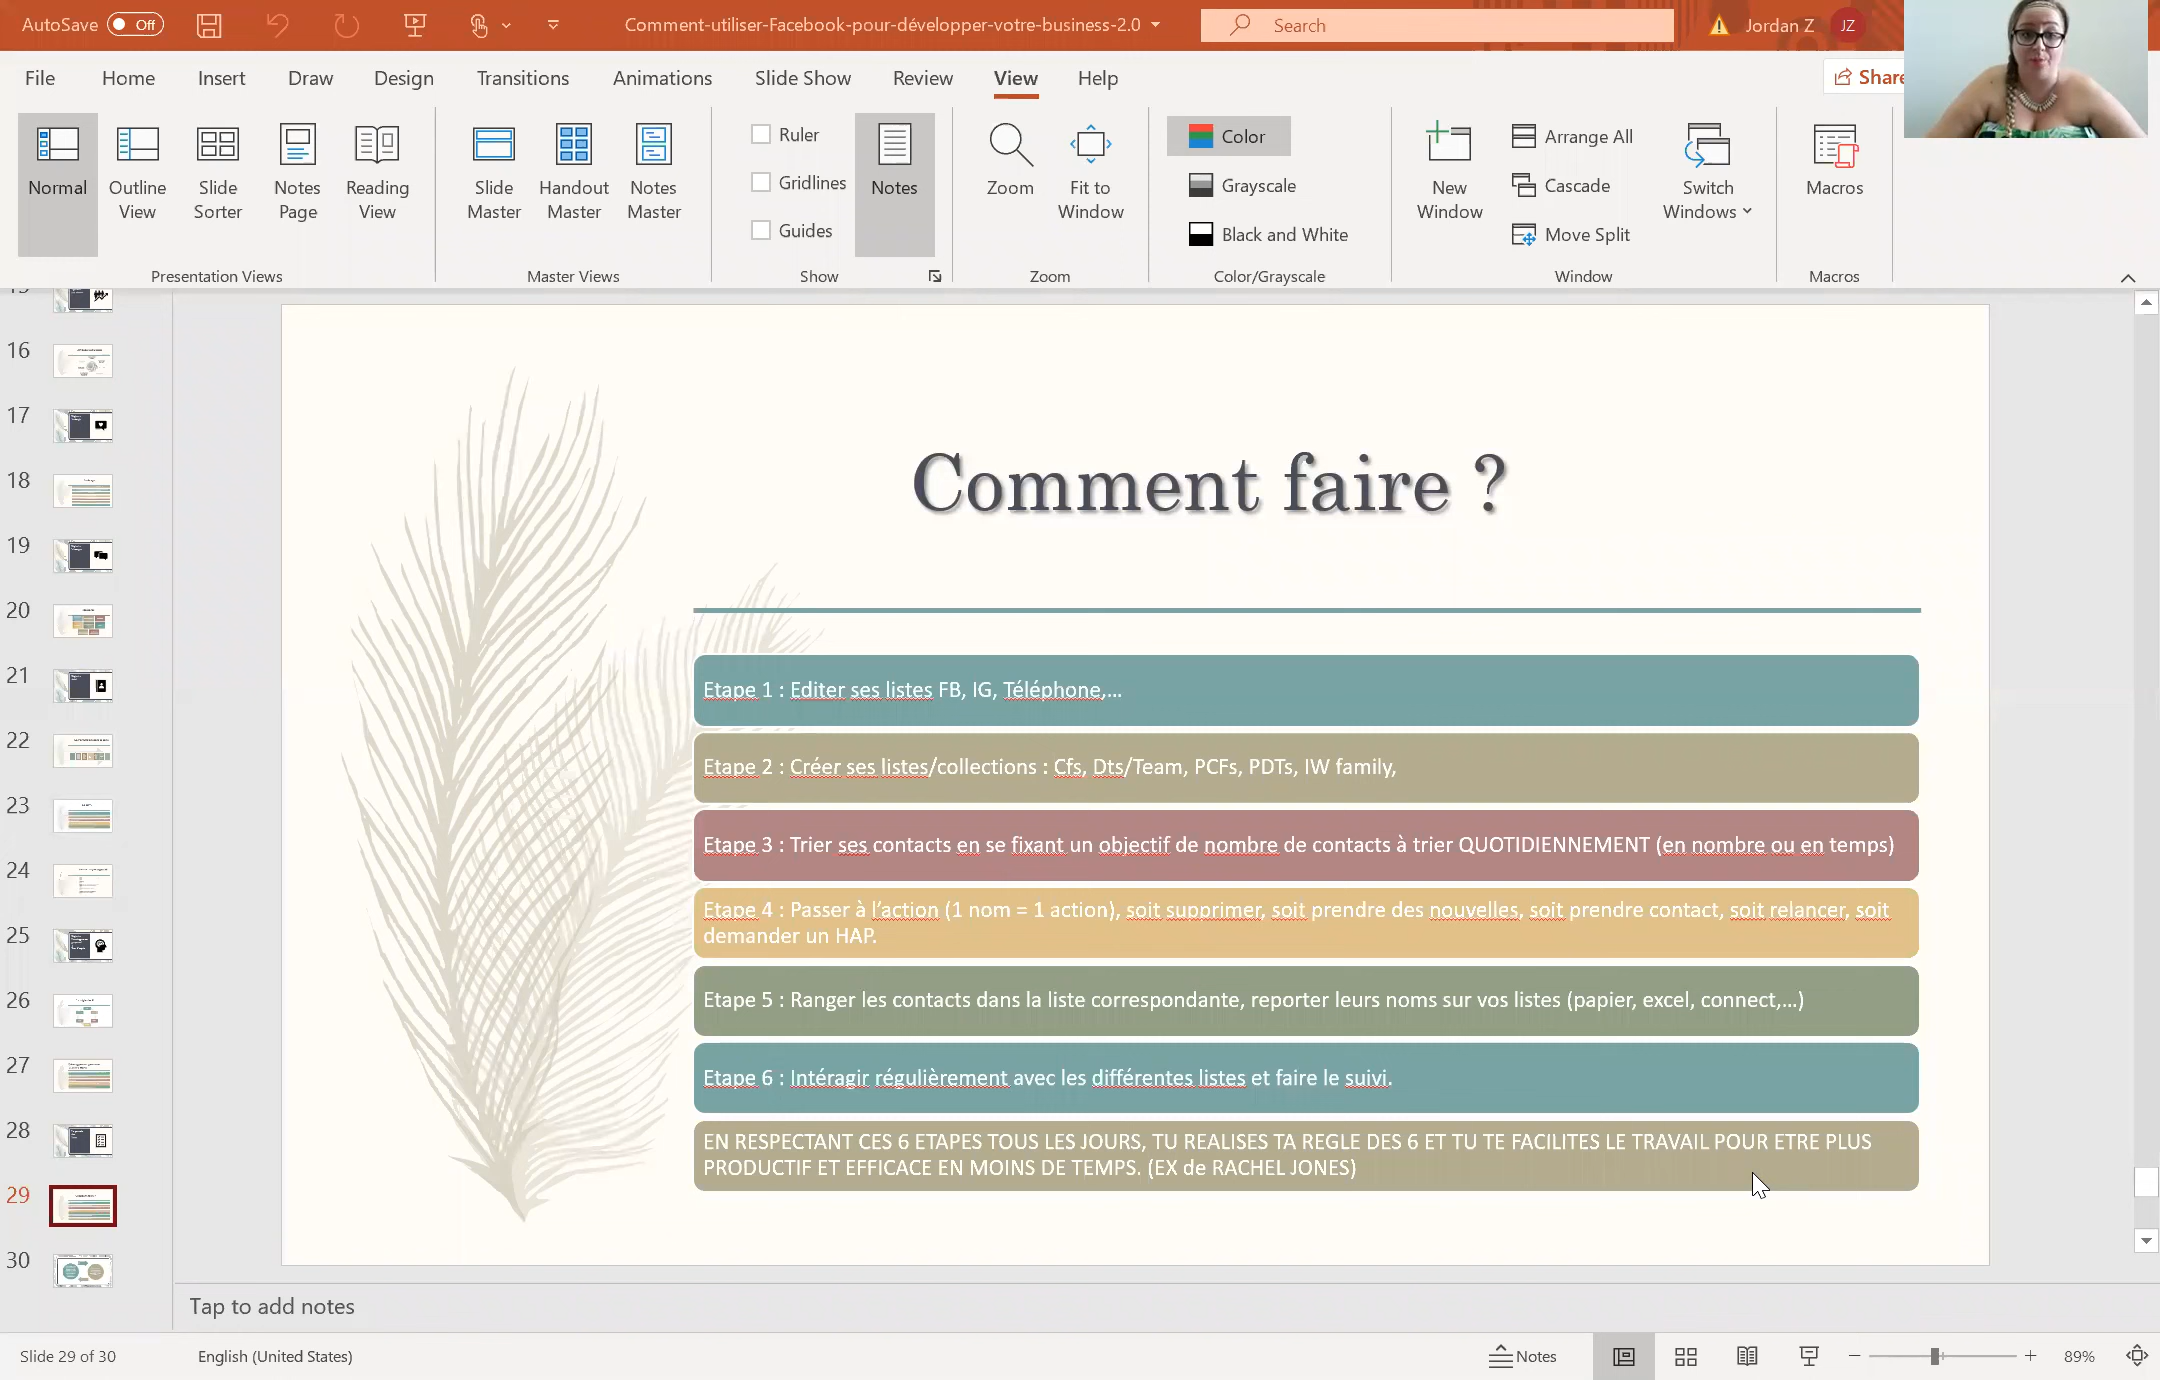 AutoSave Off
Comment-utiliser-Facebook-pour-développer-votre-business-2.0
Search
Jordan Z
JZ
File Home Insert Draw Design Transitions Animations Slide Show Review View Help
Share
Normal
Outline View
Slide Sorter
Notes Page
Reading View
Presentation Views
Slide Master
Handout Master
Notes Master
Master Views
Ruler
Gridlines
Guides
Notes
Show
Zoom
Fit to Window
Zoom
Color
Grayscale
Black and White
Color/Grayscale
New Window
Arrange All
Cascade
Move Split
Switch Windows
Window
Macros
Macros
16
17
18
19
20
21
22
23
24
25
26
27
28
29
30
Comment faire ?
Etape 1 : Editer ses listes FB, IG, Téléphone,...
Etape 2 : Créer ses listes/collections : Cfs, Dts/Team, PCFs, PDTs, IW family,
Etape 3 : Trier ses contacts en se fixant un objectif de nombre de contacts à trier QUOTIDIENNEMENT (en nombre ou en temps)
Etape 4 : Passer à l’action (1 nom = 1 action), soit supprimer, soit prendre des nouvelles, soit prendre contact, soit relancer, soit
demander un HAP.
Etape 5 : Ranger les contacts dans la liste correspondante, reporter leurs noms sur vos listes (papier, excel, connect,...)
Etape 6 : Intéragir régulièrement avec les différentes listes et faire le suivi.
EN RESPECTANT CES 6 ETAPES TOUS LES JOURS, TU REALISES TA REGLE DES 6 ET TU TE FACILITES LE TRAVAIL POUR ETRE PLUS
PRODUCTIF ET EFFICACE EN MOINS DE TEMPS. (EX de RACHEL JONES)
Tap to add notes
Slide 29 of 30
English (United States)
Notes
89%